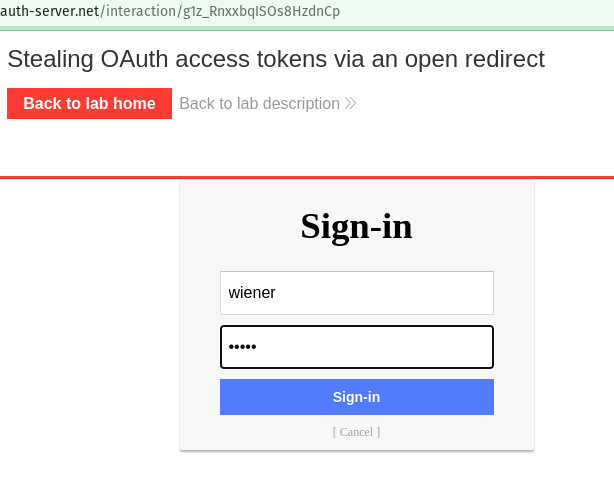 auth-server.net/interaction/g1z_RnxxbqISOs8HzdnCp
Stealing OAuth access tokens via an open redirect
Back to lab home
Back to lab description >>
Sign-in
wiener
•••••
Sign-in
[ Cancel ]